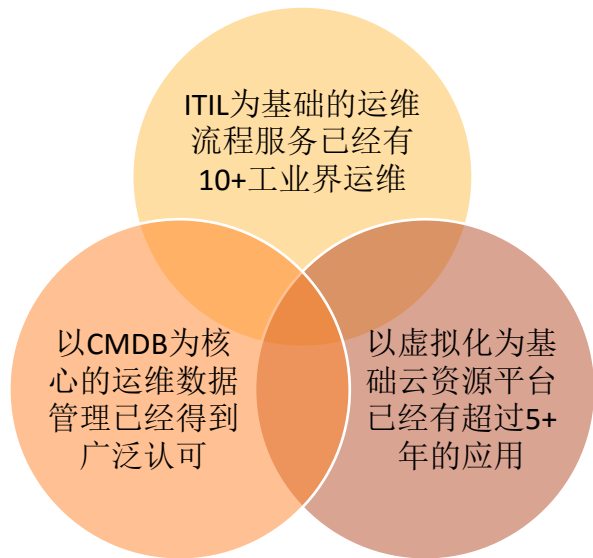 ITIL为基础的运维
流程服务已经有
10+工业界运维
以CMDB为核
心的运维数据
管理已经得到
广泛认可
以虚拟化为基
础云资源平台
已经有超过5+
年的应用